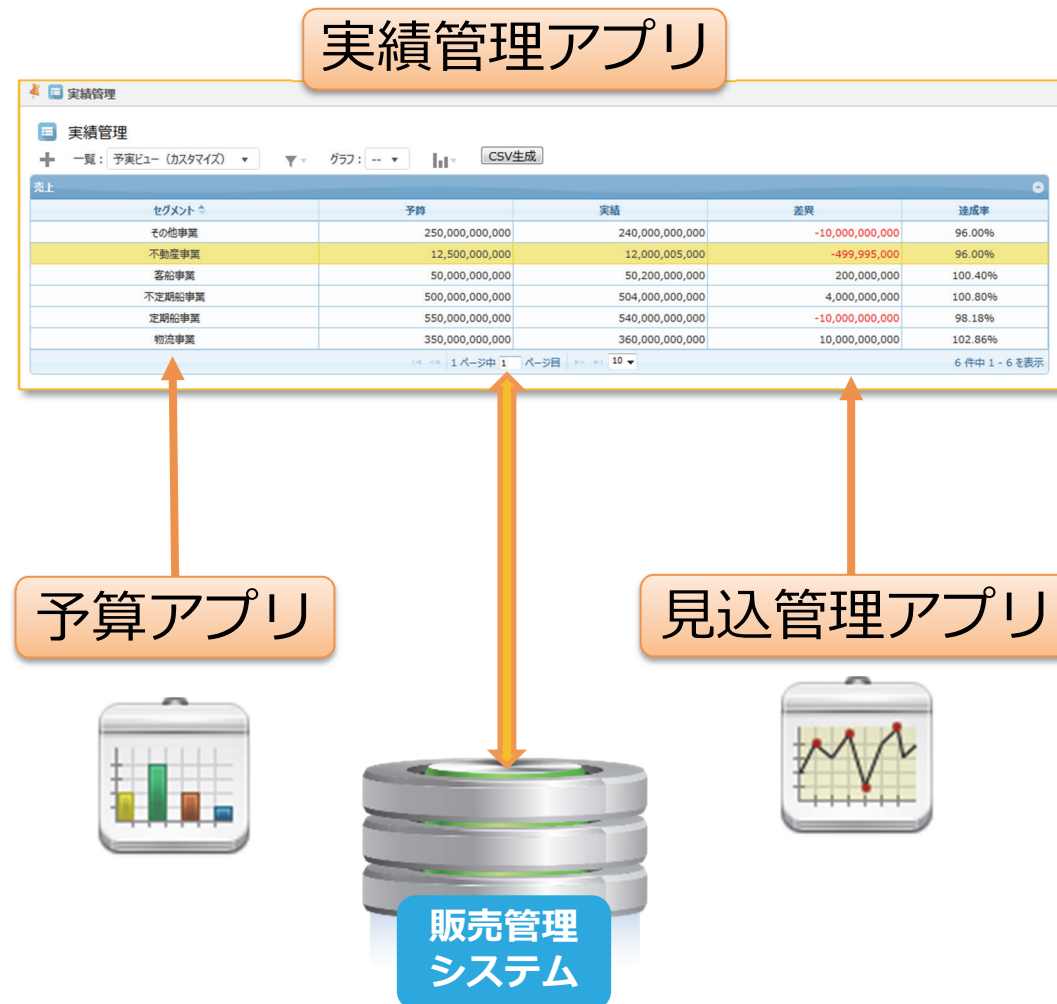 実績管理アプリ
実績管理
実績管理
一覧： 予実ビュー（カスタマイズ） グラフ： -- CSV生成
売上
セグメント 予算 実績 差異 達成率
その他事業 250,000,000,000 240,000,000,000 -10,000,000,000 96.00%
不動産事業 12,500,000,000 12,000,005,000 -499,995,000 96.00%
客船事業 50,000,000,000 50,200,000,000 200,000,000 100.40%
不定期船事業 500,000,000,000 504,000,000,000 4,000,000,000 100.80%
定期船事業 550,000,000,000 540,000,000,000 -10,000,000,000 98.18%
物流事業 350,000,000,000 360,000,000,000 10,000,000,000 102.86%
1 ページ中 1 ページ目 10 6 件中 1 - 6 を表示
予算アプリ 見込管理アプリ
販売管理
システム